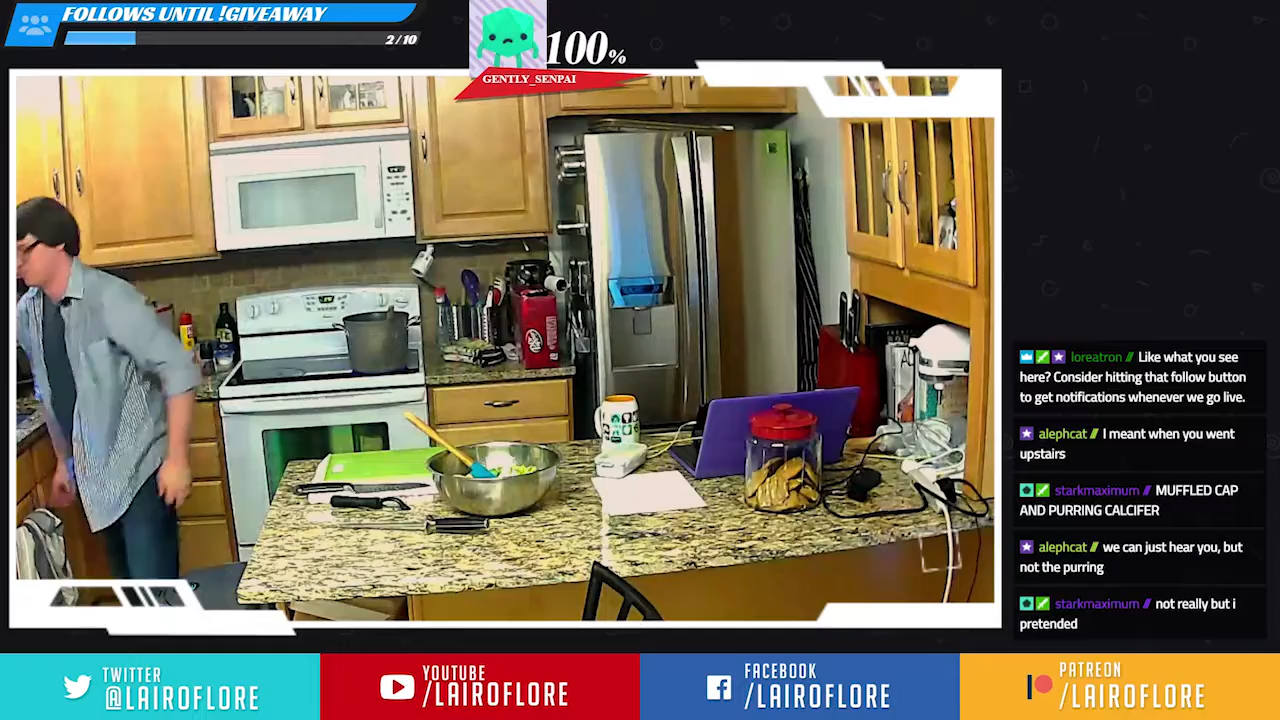 FOLLOWS UNTIL !GIVEAWAY
2/10
100%
GENTLY_SENPAI
loreatron // Like what you see
here? Consider hitting that follow button
to get notifications whenever we go live.
alephcat // I meant when you went
upstairs
starkmaximum // MUFFLED CAP
AND PURRING CALCIFER
alephcat // we can just hear you, but
not the purring
starkmaximum // not really but i
pretended
TWITTER
@LAIROFLORE
YOUTUBE
/LAIROFLORE
FACEBOOK
/LAIROFLORE
PATREON
/LAIROFLORE